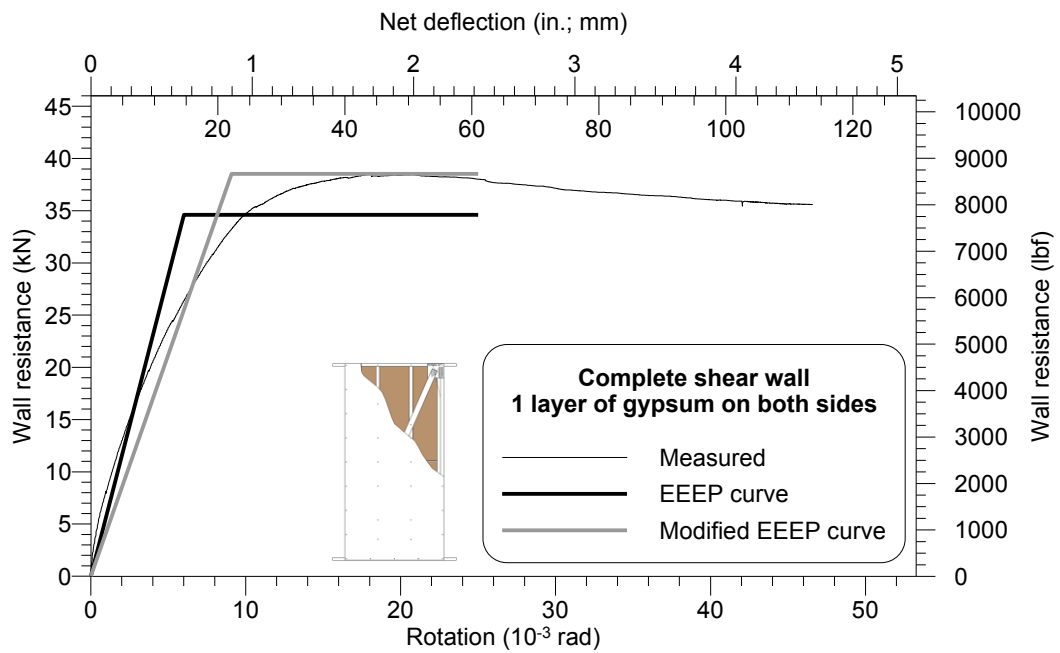 Net deflection (in.; mm)
0 1 2 3 4 5
20 40 60 80 100 120
45
40
35
30
25
20
15
10
5
0
Wall resistance (kN)
10000
9000
8000
7000
6000
5000
4000
3000
2000
1000
0
Wall resistance (lbf)
Complete shear wall
1 layer of gypsum on both sides
Measured
EEEP curve
Modified EEEP curve
0 10 20 30 40 50
Rotation (10⁻³ rad)